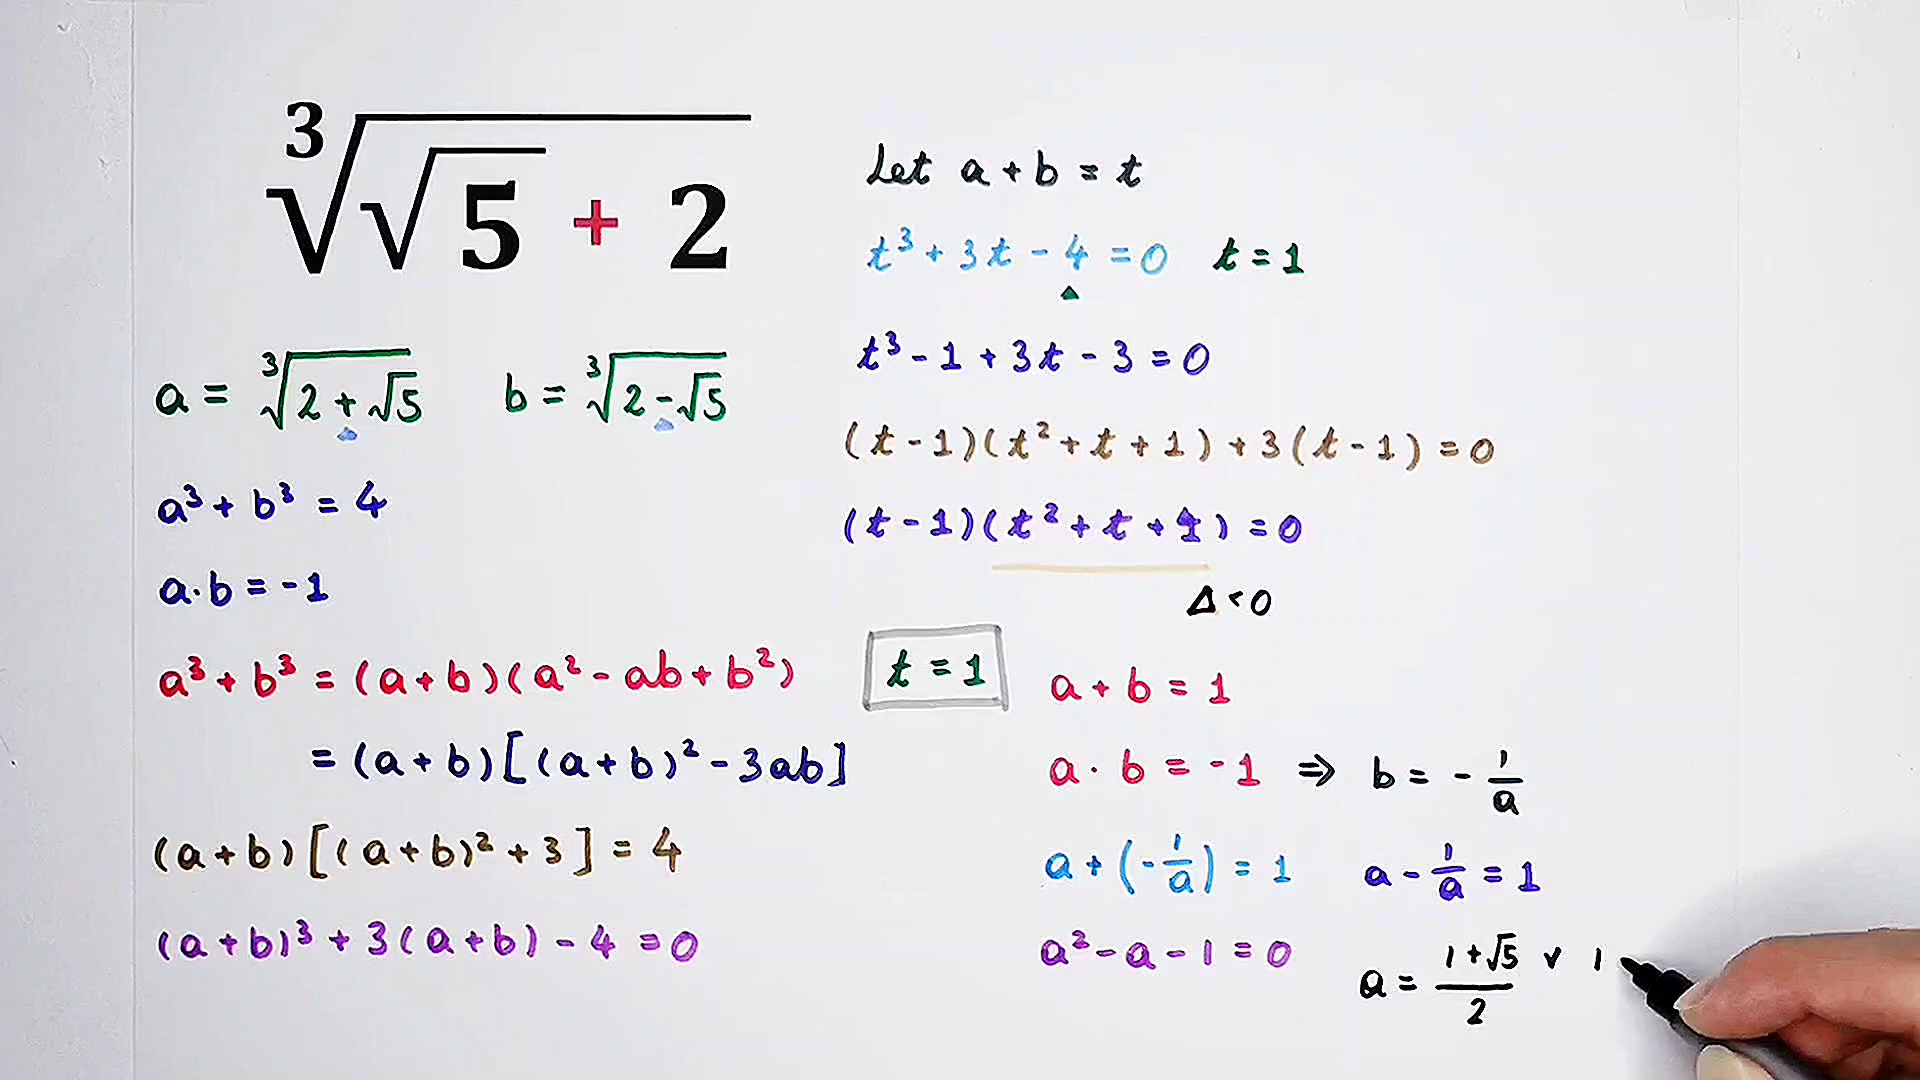 ∛(√5 + 2)
a = ∛(2 + √5)   b = ∛(2 - √5)
a³ + b³ = 4
a · b = -1
a³ + b³ = (a + b)(a² - ab + b²)
= (a + b)[(a + b)² - 3ab]
(a + b)[(a + b)² + 3] = 4
(a + b)³ + 3(a + b) - 4 = 0
Let a + b = t
t³ + 3t - 4 = 0   t = 1
t³ - 1 + 3t - 3 = 0
(t - 1)(t² + t + 1) + 3(t - 1) = 0
(t - 1)(t² + t + 4) = 0
Δ < 0
t = 1
a + b = 1
a · b = -1 ⇒ b = - 1/a
a + (- 1/a) = 1   a - 1/a = 1
a² - a - 1 = 0   a = (1 + √5)/2 ∨ 1